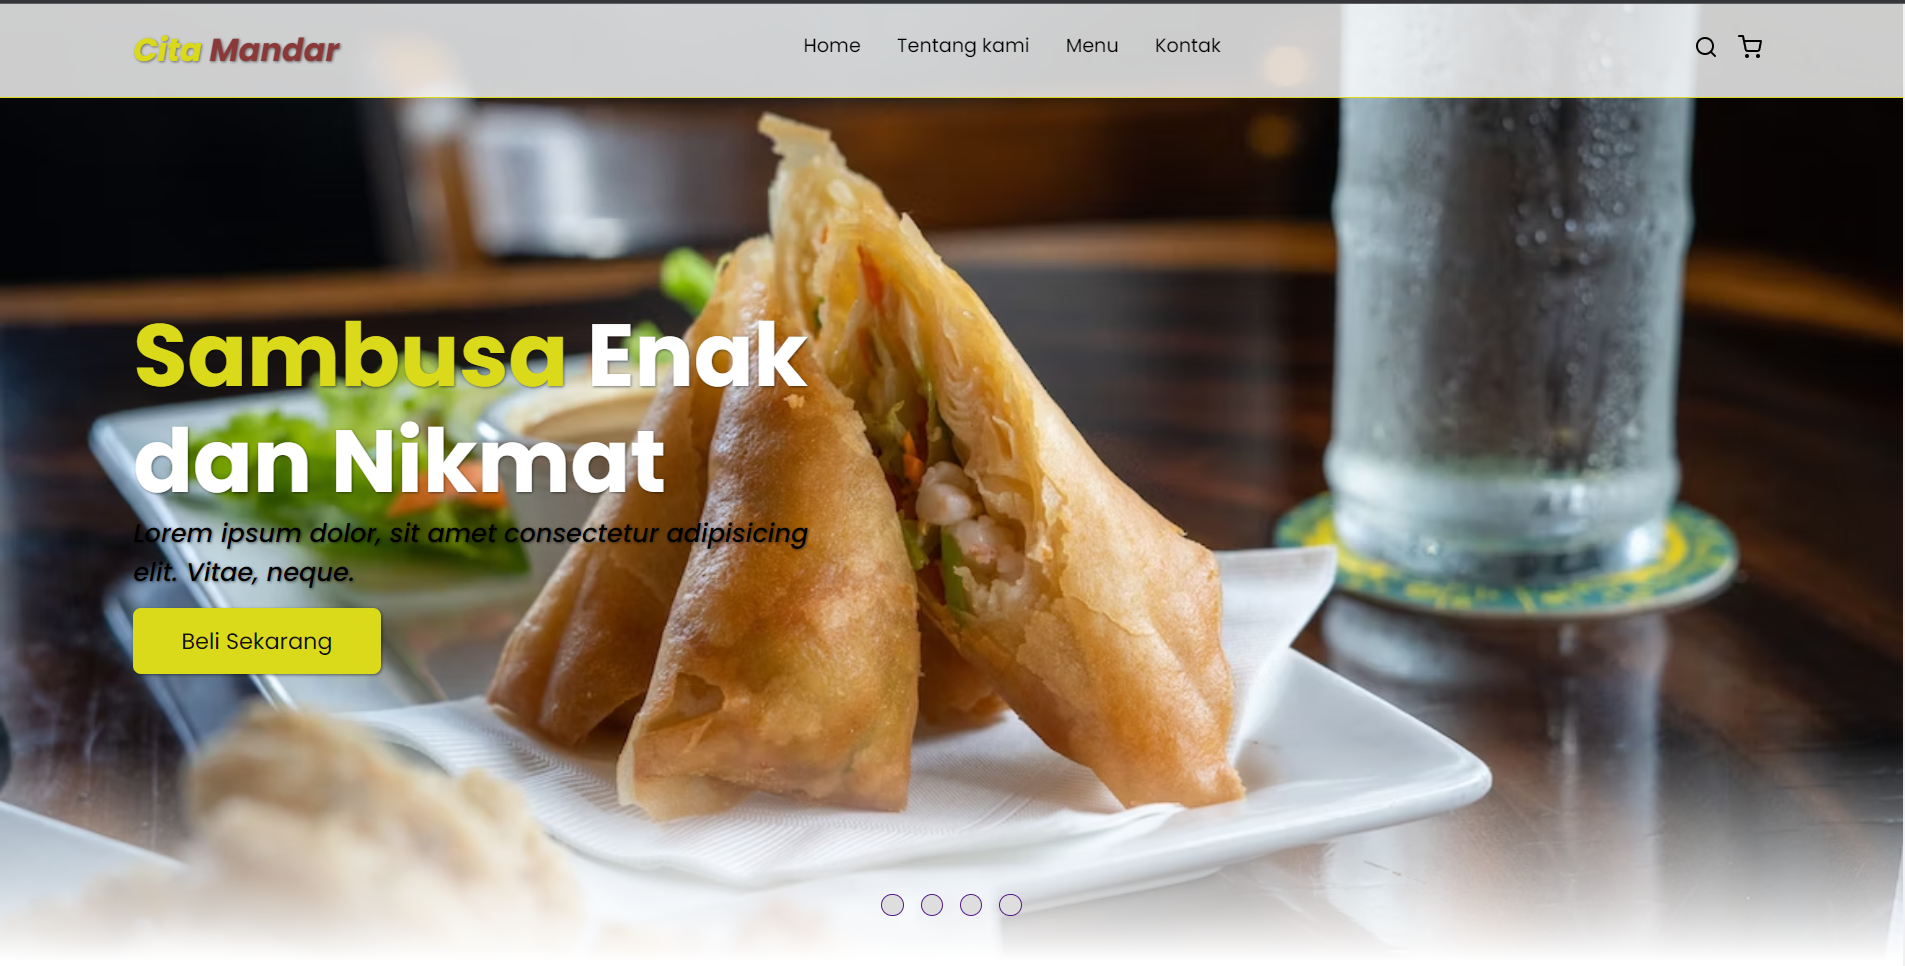 Cita Mandar
Home Tentang kami Menu Kontak
Sambusa Enak
dan Nikmat
Lorem ipsum dolor, sit amet consectetur adipisicing
elit. Vitae, neque.
Beli Sekarang